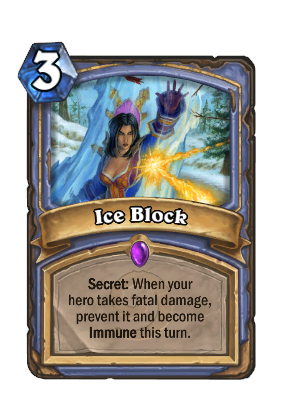 3
Ice Block
Secret: When your
hero takes fatal damage,
prevent it and become
Immune this turn.